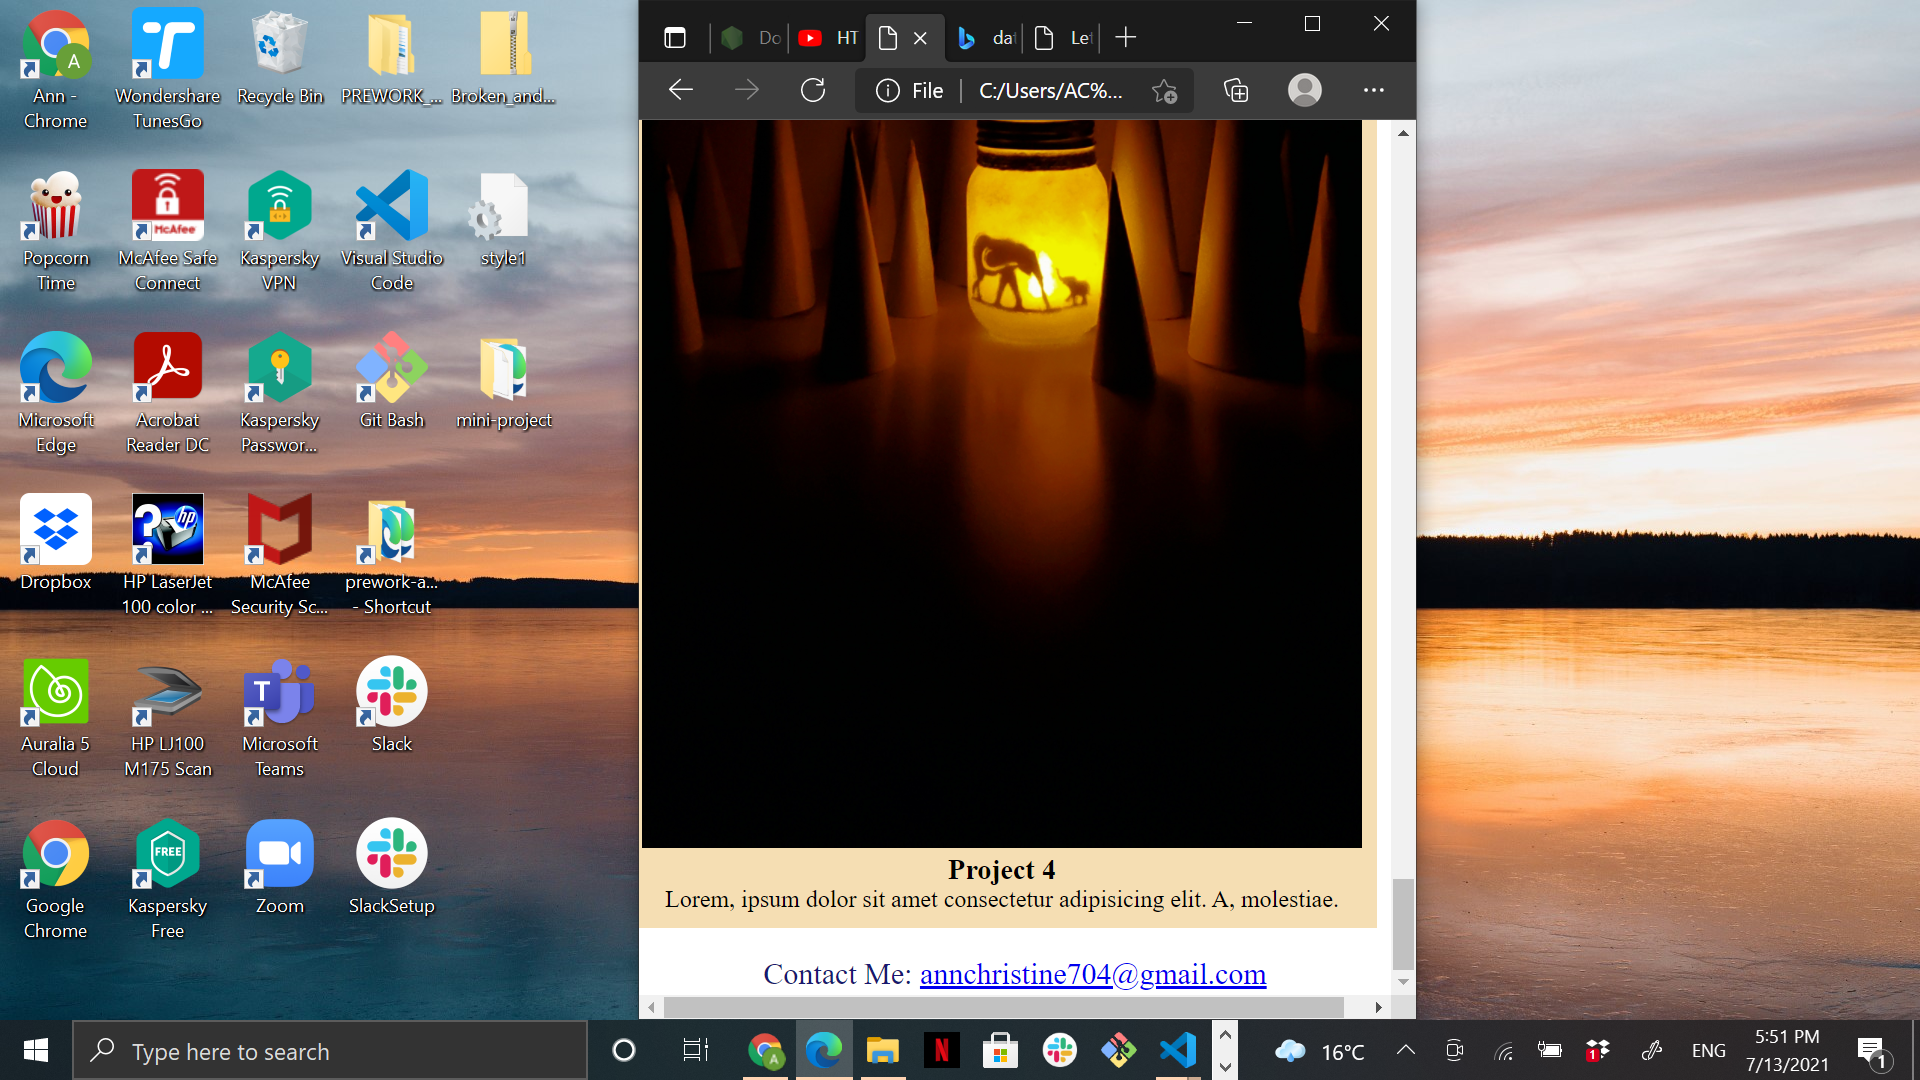 Ann -
Chrome
Wondershare
TunesGo
Recycle Bin
PREWORK_...
Broken_and...
Popcorn
Time
McAfee
McAfee Safe
Connect
Kaspersky
VPN
Visual Studio
Code
style1
Microsoft
Edge
Acrobat
Reader DC
Kaspersky
Passwor...
Git Bash
mini-project
Dropbox
HP LaserJet
100 color ...
McAfee
Security Sc...
prework-a...
- Shortcut
Auralia 5
Cloud
HP LJ100
M175 Scan
Microsoft
Teams
Slack
Google
Chrome
FREE
Kaspersky
Free
Zoom
SlackSetup
Do
HT
da
Let
File
C:/Users/AC%...
Project 4
Lorem, ipsum dolor sit amet consectetur adipisicing elit. A, molestiae.
Contact Me: annchristine704@gmail.com
Type here to search
16°C
ENG
5:51 PM
7/13/2021
1